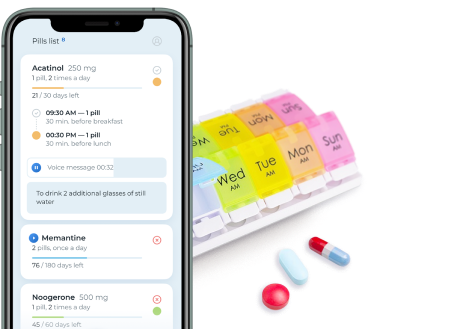 Pills list 8
Acatinol 250 mg
1 pill, 2 times a day
21 / 30 days left
09:30 AM — 1 pill
30 min. before breakfast
00:30 PM — 1 pill
30 min. before lunch
Voice message 00:32
To drink 2 additional glasses of still
water
Memantine
2 pills, once a day
76 / 180 days left
Noogerone 500 mg
1 pill, 2 times a day
45 / 60 days left
We
Tue
PM
Mon
PM
Sun
PM
Wed
AM
Tue
AM
Mon
AM
Sun
AM